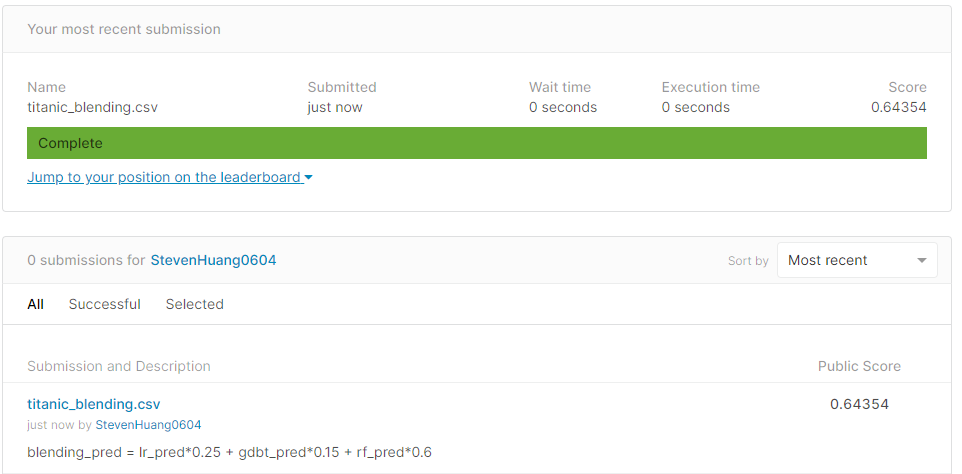 Your most recent submission
Name Submitted Wait time Execution time Score
titanic_blending.csv just now 0 seconds 0 seconds 0.64354
Complete
Jump to your position on the leaderboard
0 submissions for StevenHuang0604 Sort by Most recent
All Successful Selected
Submission and Description Public Score
titanic_blending.csv 0.64354
just now by StevenHuang0604
blending_pred = lr_pred*0.25 + gdbt_pred*0.15 + rf_pred*0.6